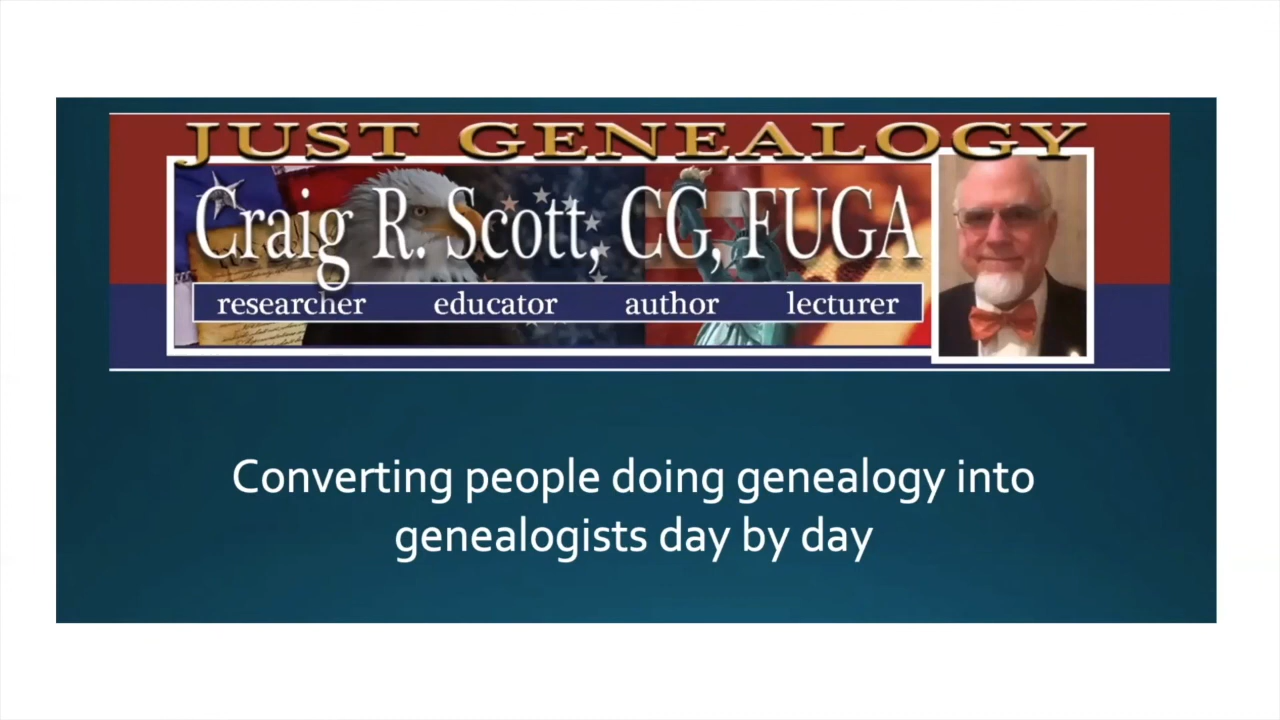 JUST GENEALOGY
Craig R. Scott, CG, FUGA
researcher educator author lecturer
Converting people doing genealogy into
genealogists day by day